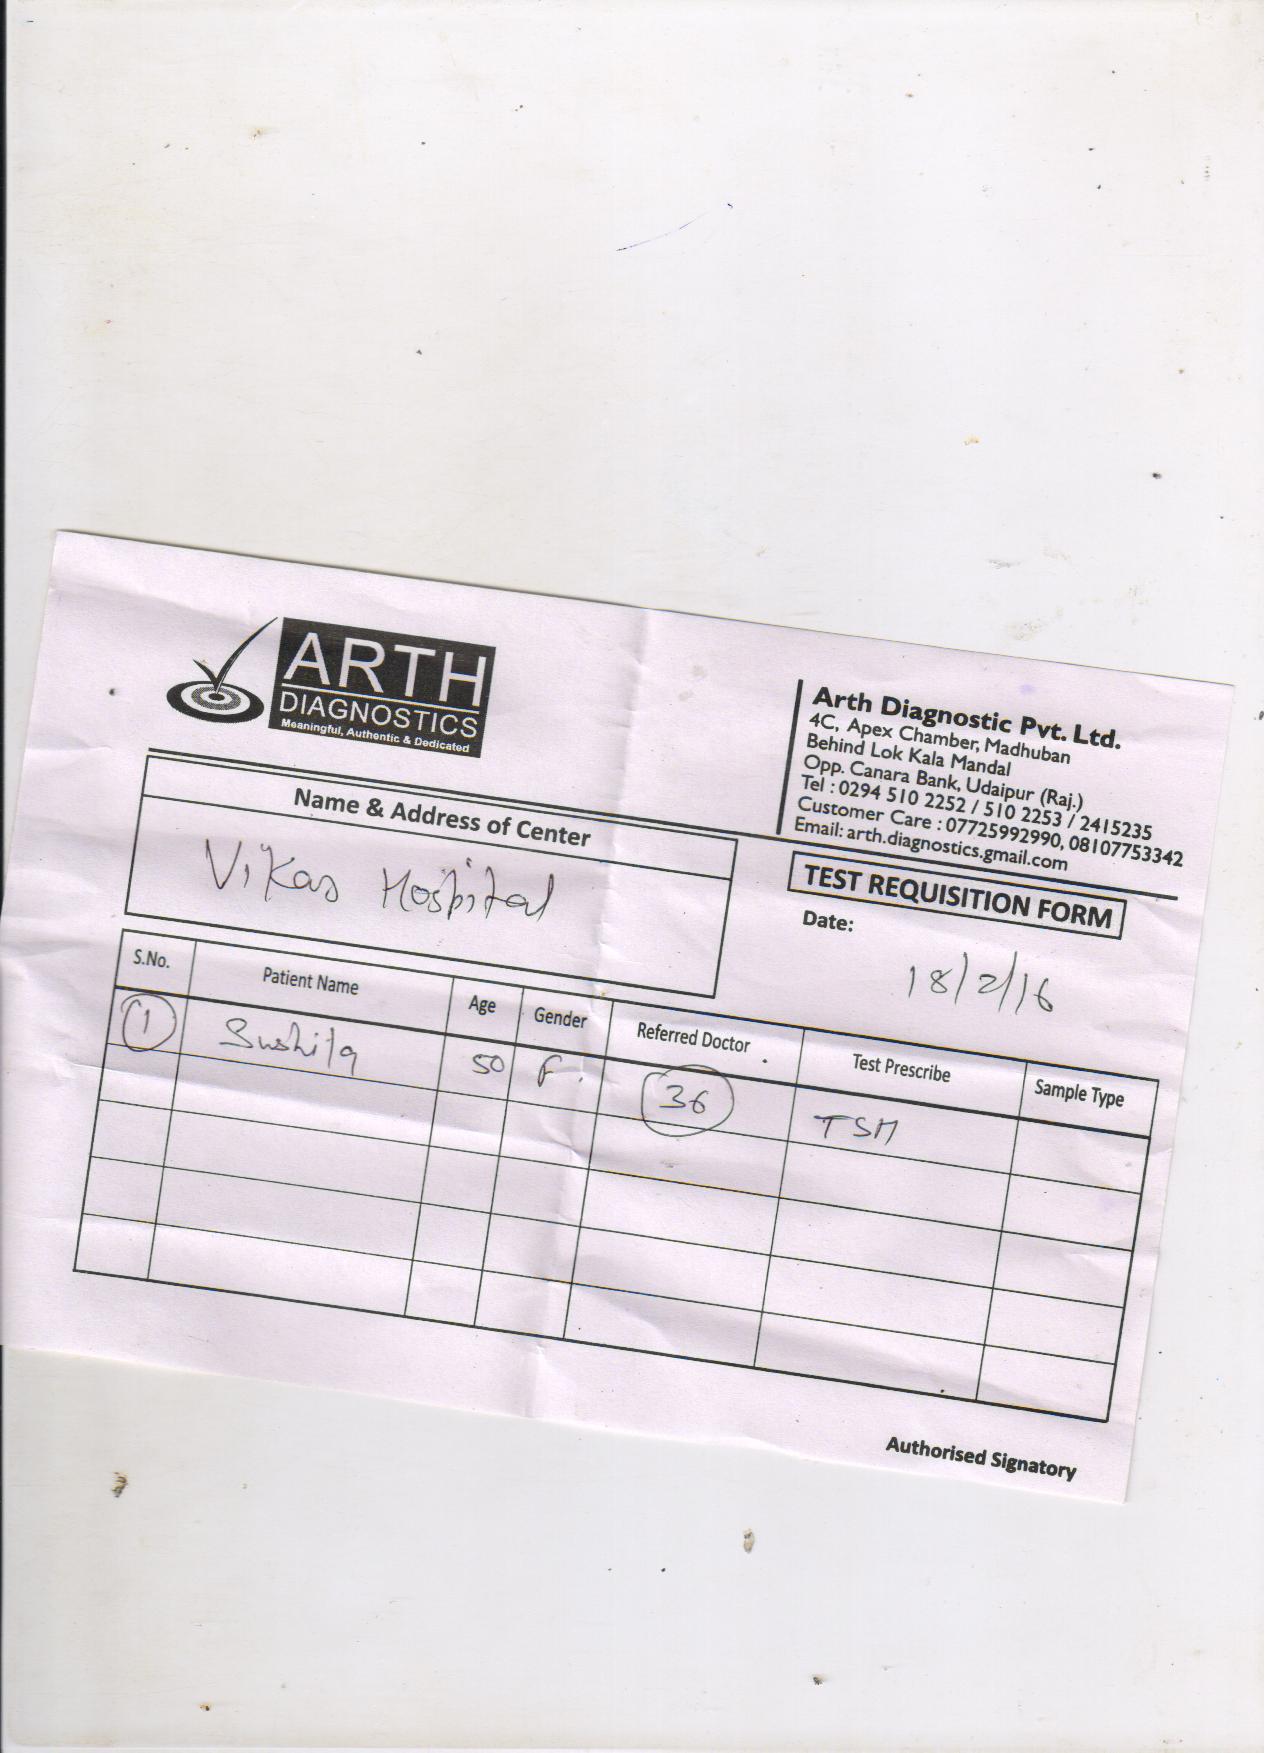 ARTH
DIAGNOSTICS
Meaningful, Authentic & Dedicated
Arth Diagnostic Pvt. Ltd.
4C, Apex Chamber, Madhuban
Behind Lok Kala Mandal
Opp. Canara Bank, Udaipur (Raj.)
Tel : 0294 510 2252 / 510 2253 / 2415235
Customer Care : 07725992990, 08107753342
Email: arth.diagnostics.gmail.com
Name & Address of Center
Vikas Hospital
TEST REQUISITION FORM
Date:
18/2/16
S.No. Patient Name Age Gender Referred Doctor Test Prescribe Sample Type
1 Sushila 50 F. 36 TSM
Authorised Signatory